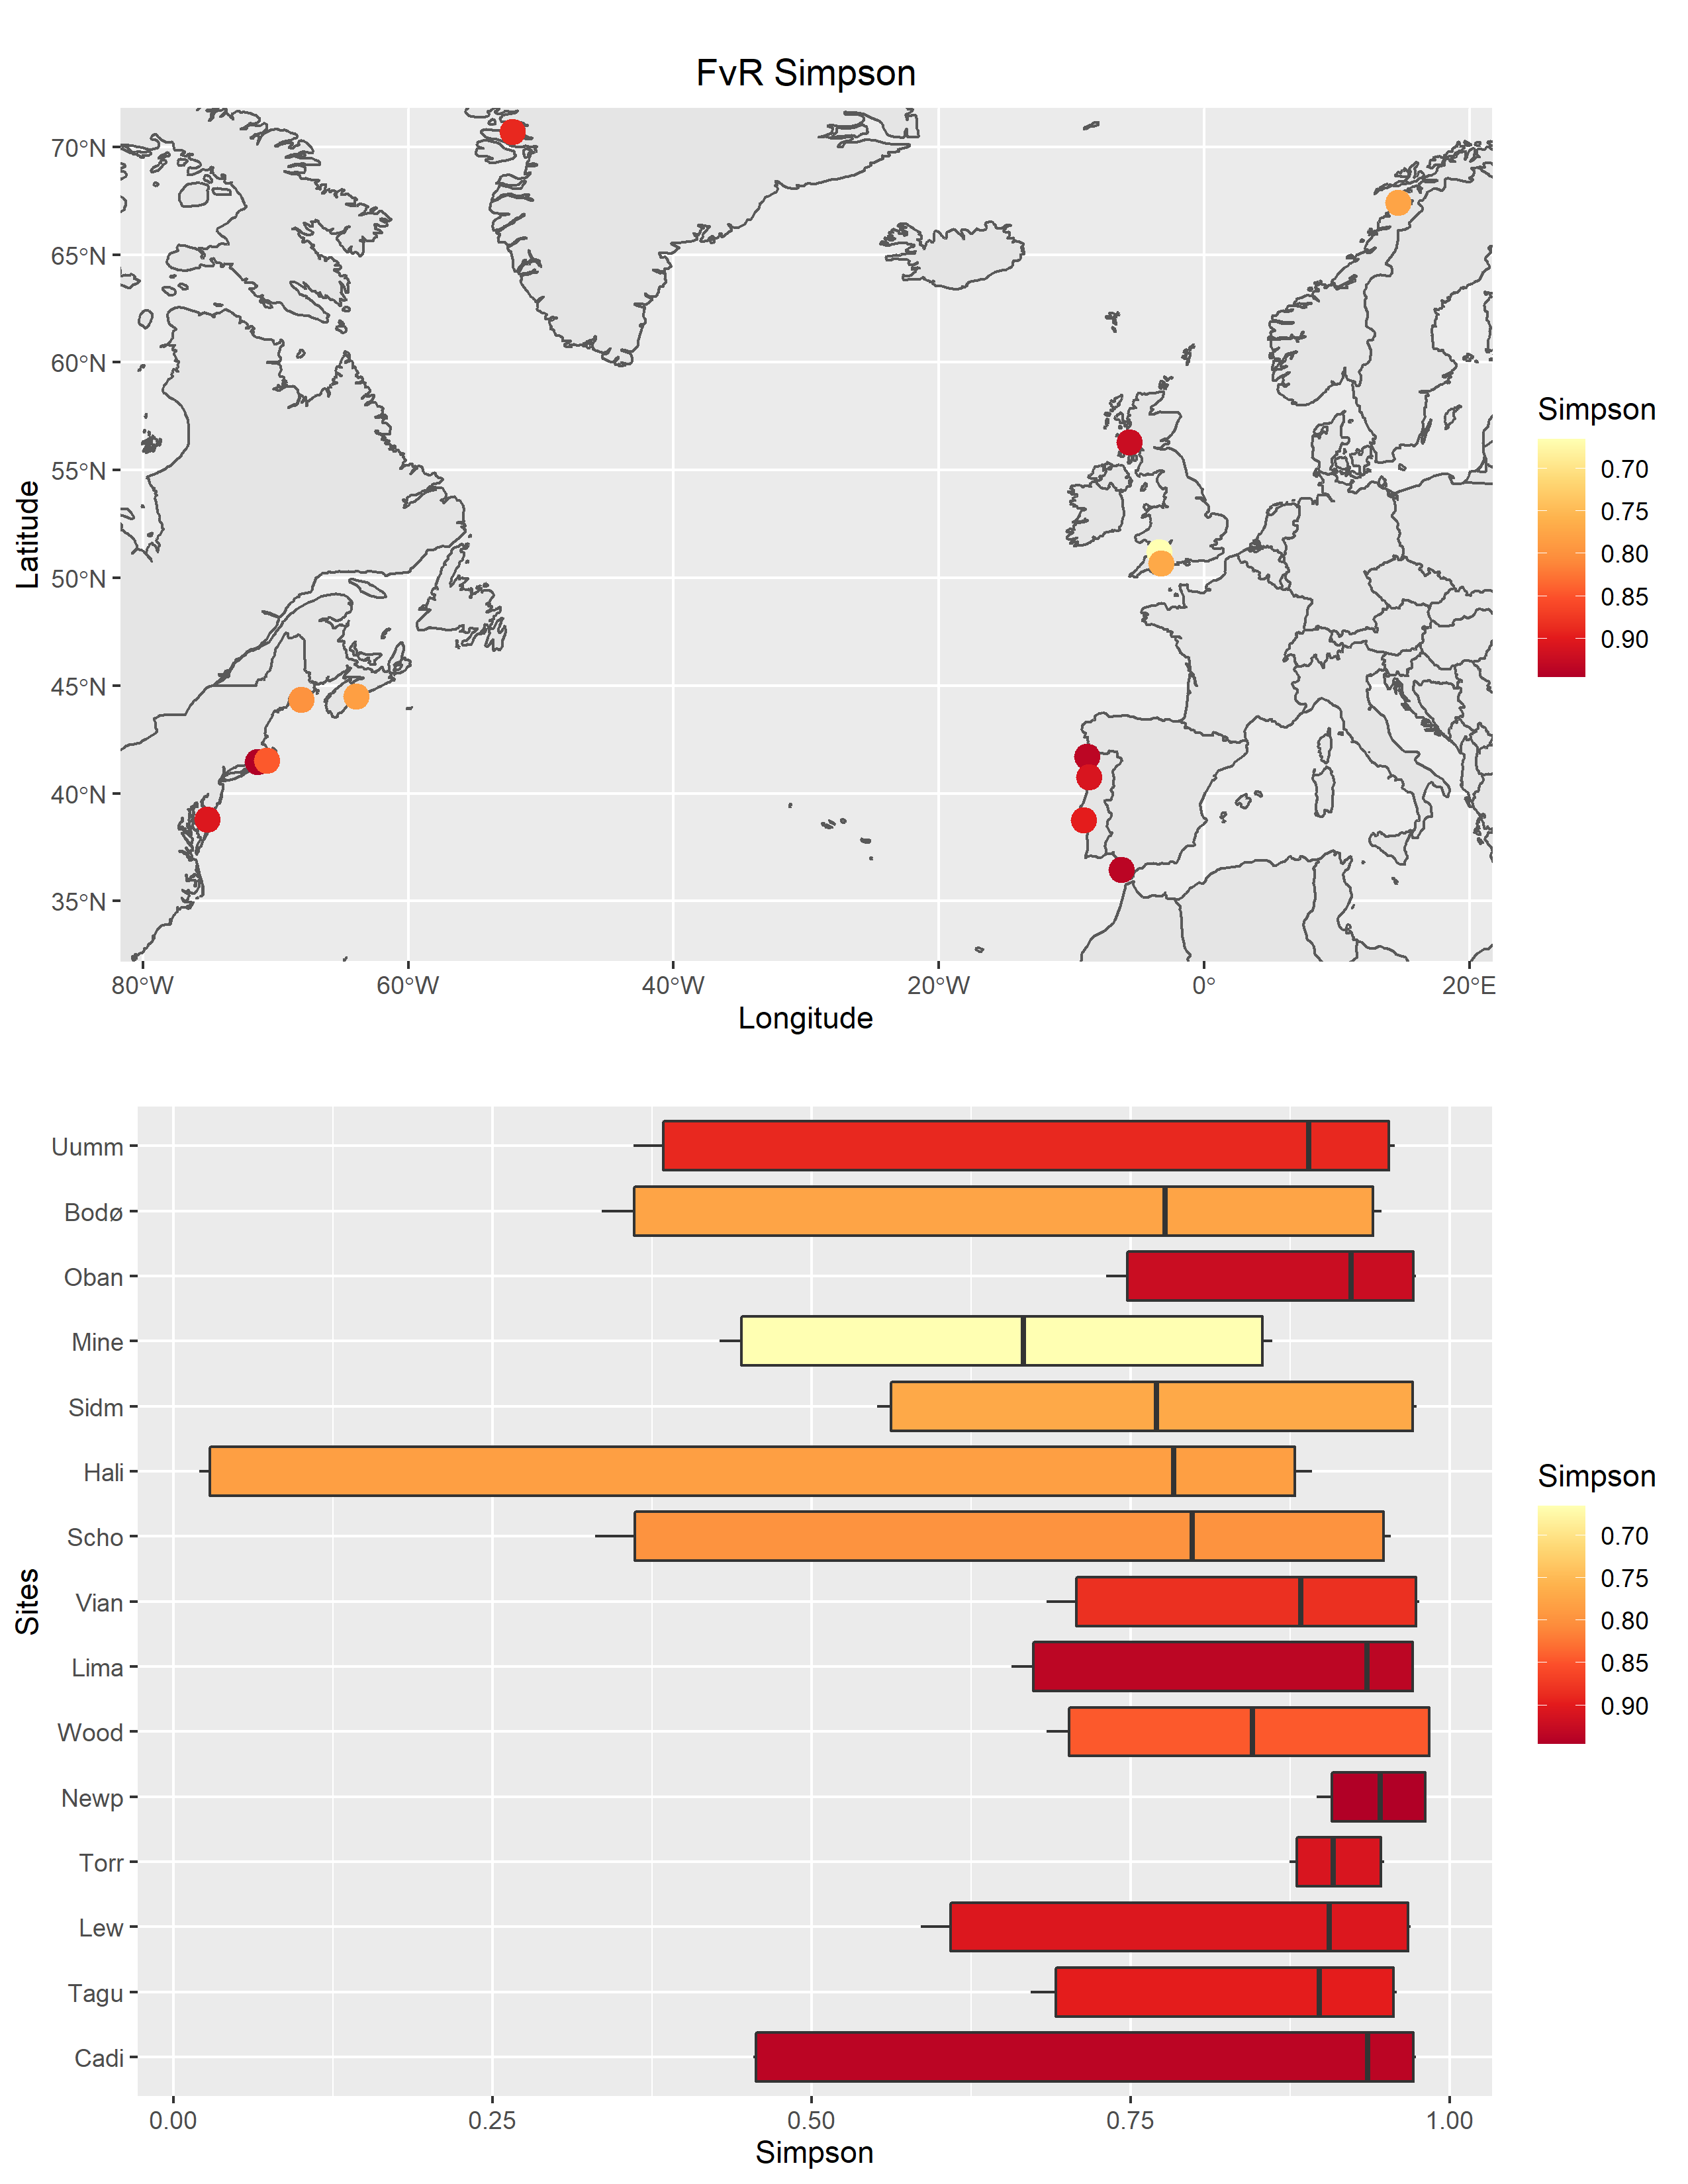 FvR Simpson
70°N
65°N
60°N
55°N
50°N
45°N
40°N
35°N
Latitude
80°W 60°W 40°W 20°W 0° 20°E
Longitude
Simpson
0.70
0.75
0.80
0.85
0.90
Uumm
Bodø
Oban
Mine
Sidm
Hali
Scho
Vian
Lima
Wood
Newp
Torr
Lew
Tagu
Cadi
Sites
0.00 0.25 0.50 0.75 1.00
Simpson
Simpson
0.70
0.75
0.80
0.85
0.90